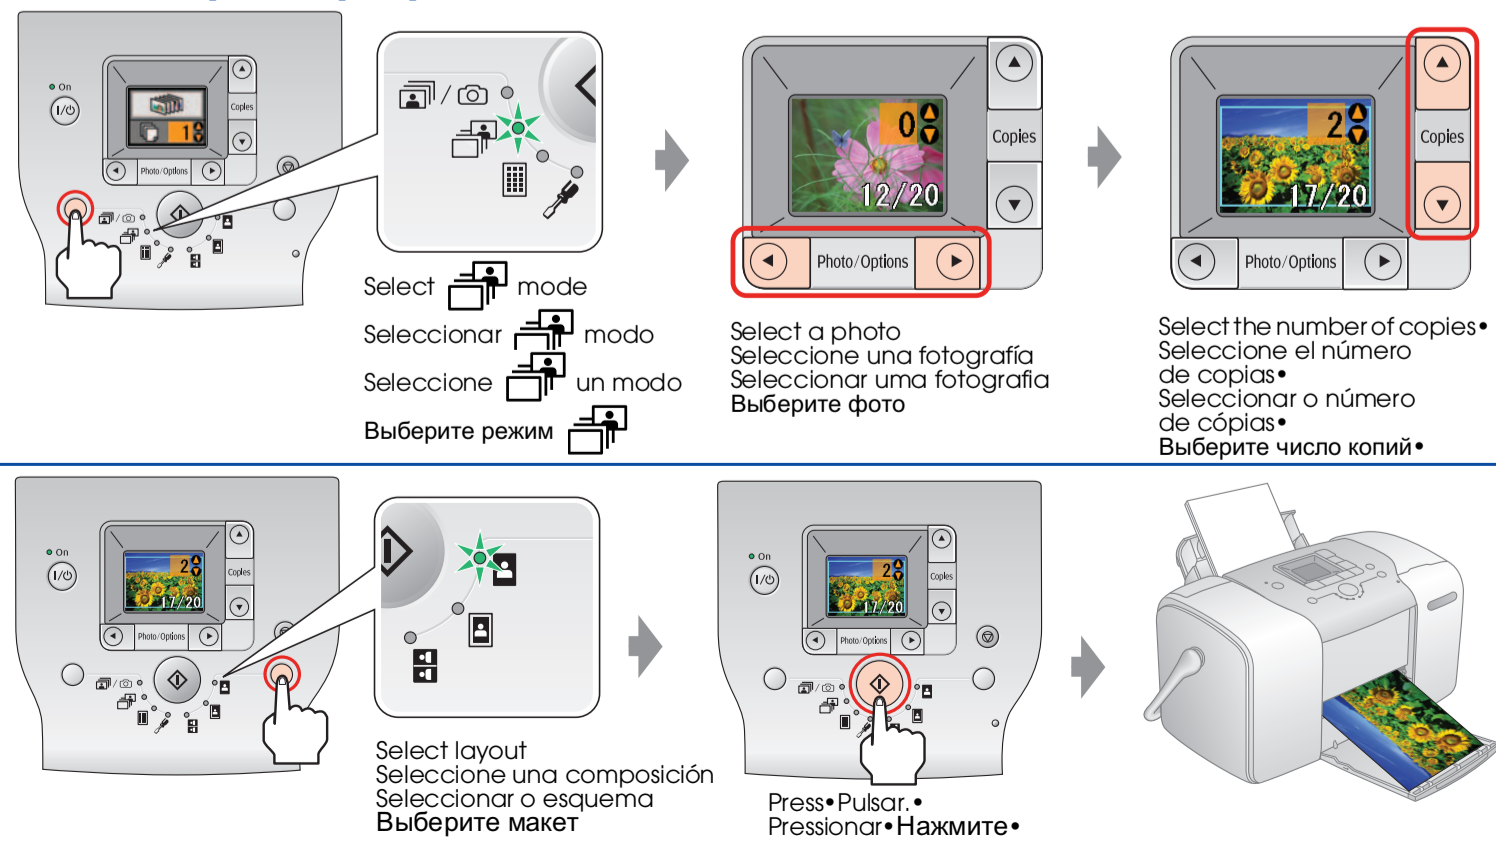 On
Copies
Photo/Options
1
Select mode
Seleccionar modo
Seleccione un modo
Выберите режим
0
12/20
Copies
Photo/Options
Select a photo
Seleccione una fotografía
Seleccionar uma fotografia
Выберите фото
2
17/20
Copies
Photo/Options
Select the number of copies•
Seleccione el número
de copias•
Seleccionar o número
de cópias•
Выберите число копий•
On
2
17/20
Copies
Photo/Options
Select layout
Seleccione una composición
Seleccionar o esquema
Выберите макет
On
2
17/20
Copies
Photo/Options
Press•Pulsar.•
Pressionar•Нажмите•